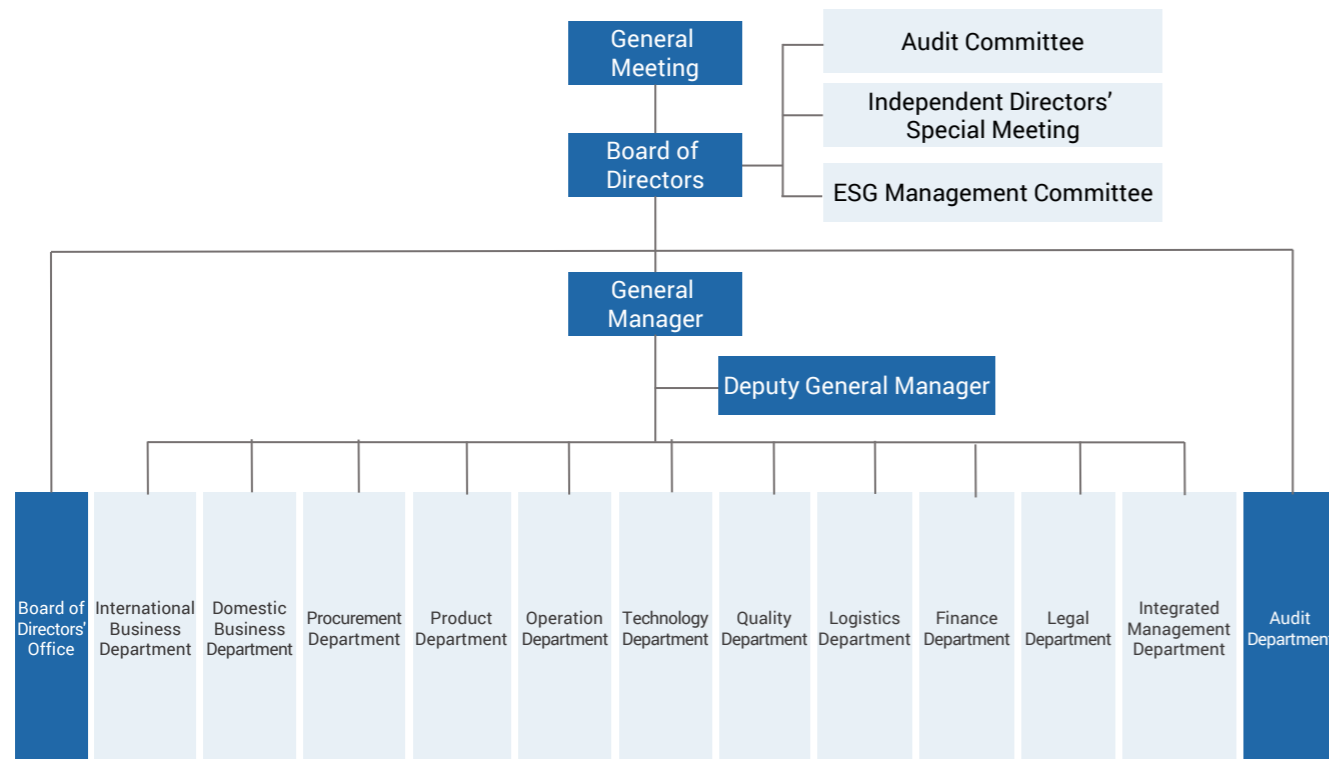 General
Meeting
Audit Committee
Independent Directors’
Special Meeting
Board of
Directors
ESG Management Committee
General
Manager
Deputy General Manager
Board of
Directors’
Office
International
Business
Department
Domestic
Business
Department
Procurement
Department
Product
Department
Operation
Department
Technology
Department
Quality
Department
Logistics
Department
Finance
Department
Legal
Department
Integrated
Management
Department
Audit
Department